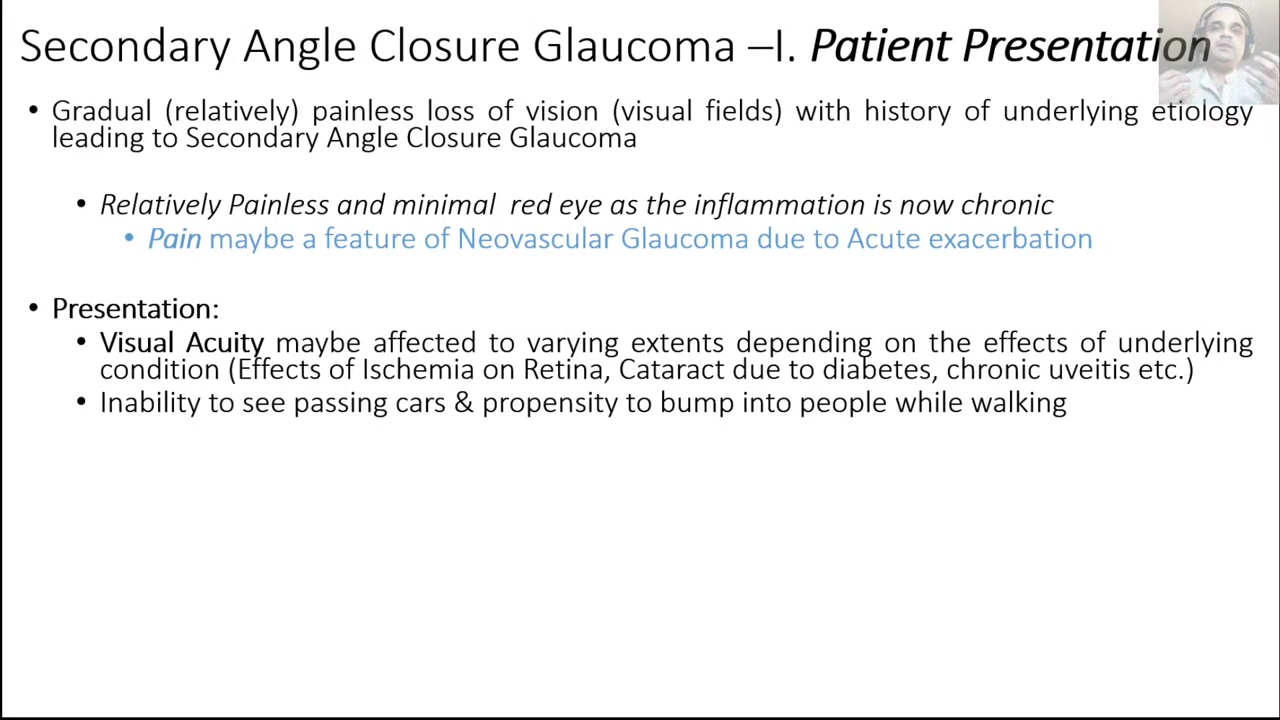 Secondary Angle Closure Glaucoma –I. Patient Presentation
• Gradual (relatively) painless loss of vision (visual fields) with history of underlying etiology
leading to Secondary Angle Closure Glaucoma
• Relatively Painless and minimal red eye as the inflammation is now chronic
• Pain maybe a feature of Neovascular Glaucoma due to Acute exacerbation
• Presentation:
• Visual Acuity maybe affected to varying extents depending on the effects of underlying
condition (Effects of Ischemia on Retina, Cataract due to diabetes, chronic uveitis etc.)
• Inability to see passing cars & propensity to bump into people while walking